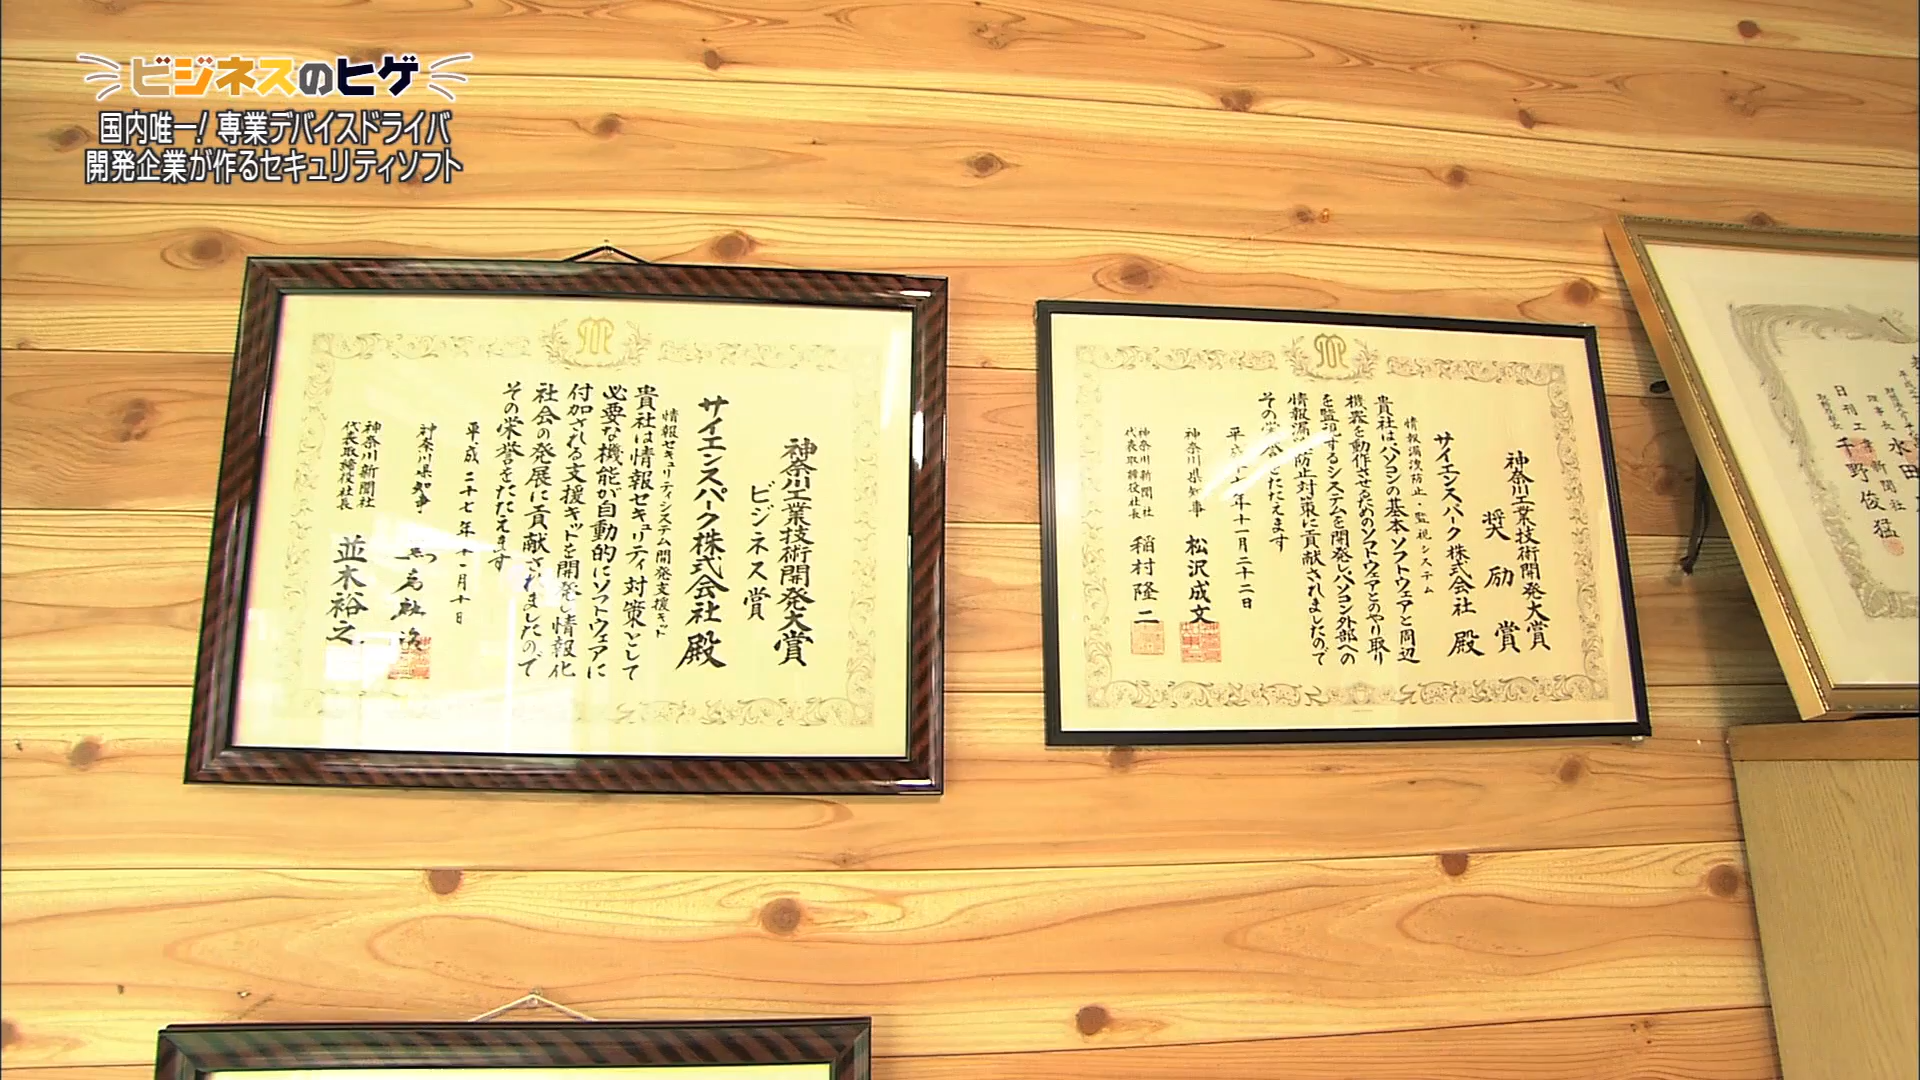 ビジネスのヒゲ
国内唯一!専業デバイスドライバ
開発企業が作るセキュリティソフト
神奈川工業技術開発大賞
ビジネス賞
サイエンスパーク株式会社 殿
情報セキュリティシステム開発支援キット
貴社は情報セキュリティ対策として
必要な機能が自動的にソフトウェアに
付加される支援キットを開発し情報化
社会の発展に貢献されましたので
その栄誉をたたえます
平成二十七年十一月十日
神奈川県知事
神奈川新聞社
代表取締役社長 並木裕之
神奈川工業技術開発大賞
奨励賞
サイエンスパーク株式会社 殿
情報漏洩防止・監視システム
貴社はパソコンの基本ソフトウェアと周辺
機器を動作させるためのソフトウェアとのやり取り
を監視するシステムを開発しパソコン外部への
情報漏洩防止対策に貢献されましたので
その栄誉をたたえます
十一月二十二日
神奈川県知事 松沢成文
神奈川新聞社
代表取締役社長 稲村隆二
理事長 水田
日刊工業新聞社
千野俊猛